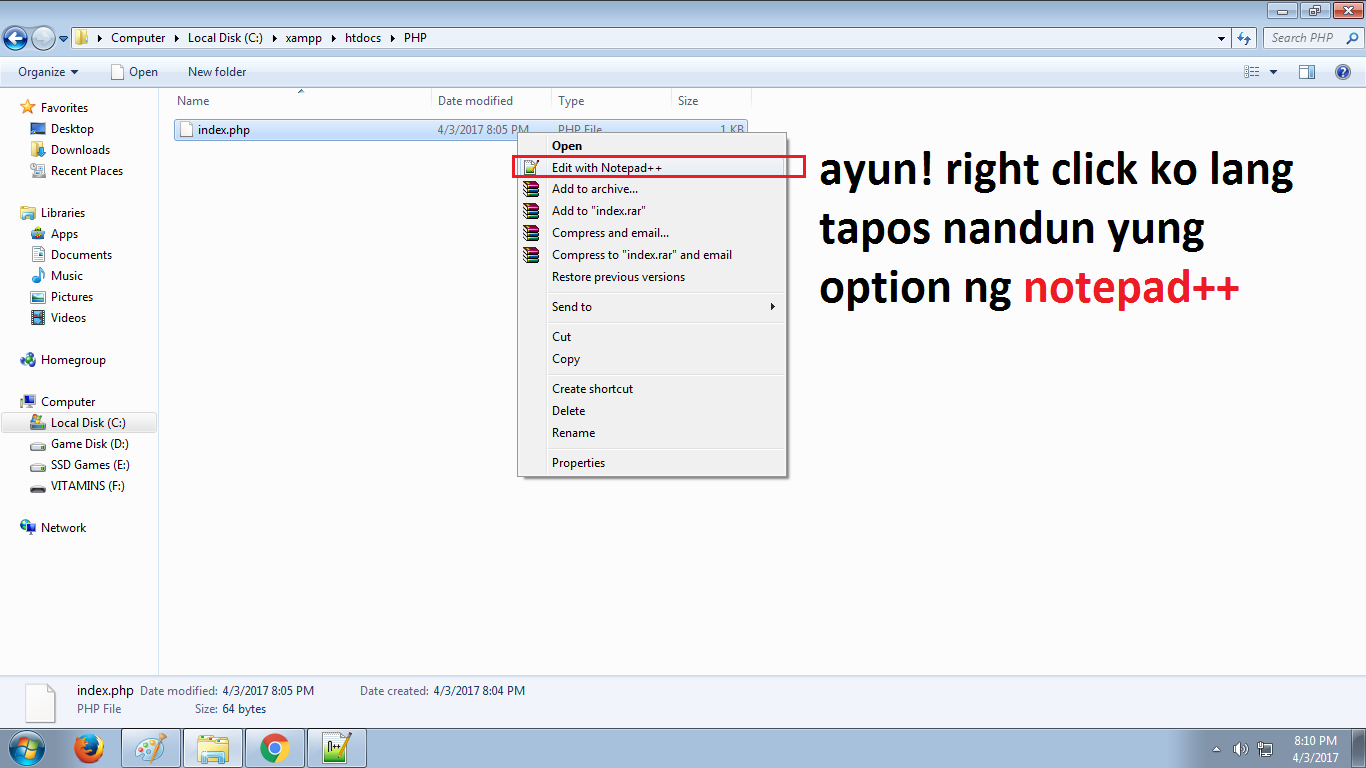 Computer Local Disk (C:) xampp htdocs PHP
Search PHP
Organize Open New folder
Name Date modified Type Size
index.php 4/3/2017 8:05 PM PHP File 1 KB
Favorites
Desktop
Downloads
Recent Places
Libraries
Apps
Documents
Music
Pictures
Videos
Homegroup
Computer
Local Disk (C:)
Game Disk (D:)
SSD Games (E:)
VITAMINS (F:)
Network
Open
Edit with Notepad++
Add to archive...
Add to "index.rar"
Compress and email...
Compress to "index.rar" and email
Restore previous versions
Send to
Cut
Copy
Create shortcut
Delete
Rename
Properties
ayun! right click ko lang
tapos nandun yung
option ng notepad++
index.php Date modified: 4/3/2017 8:05 PM Date created: 4/3/2017 8:04 PM
PHP File Size: 64 bytes
8:10 PM
4/3/2017